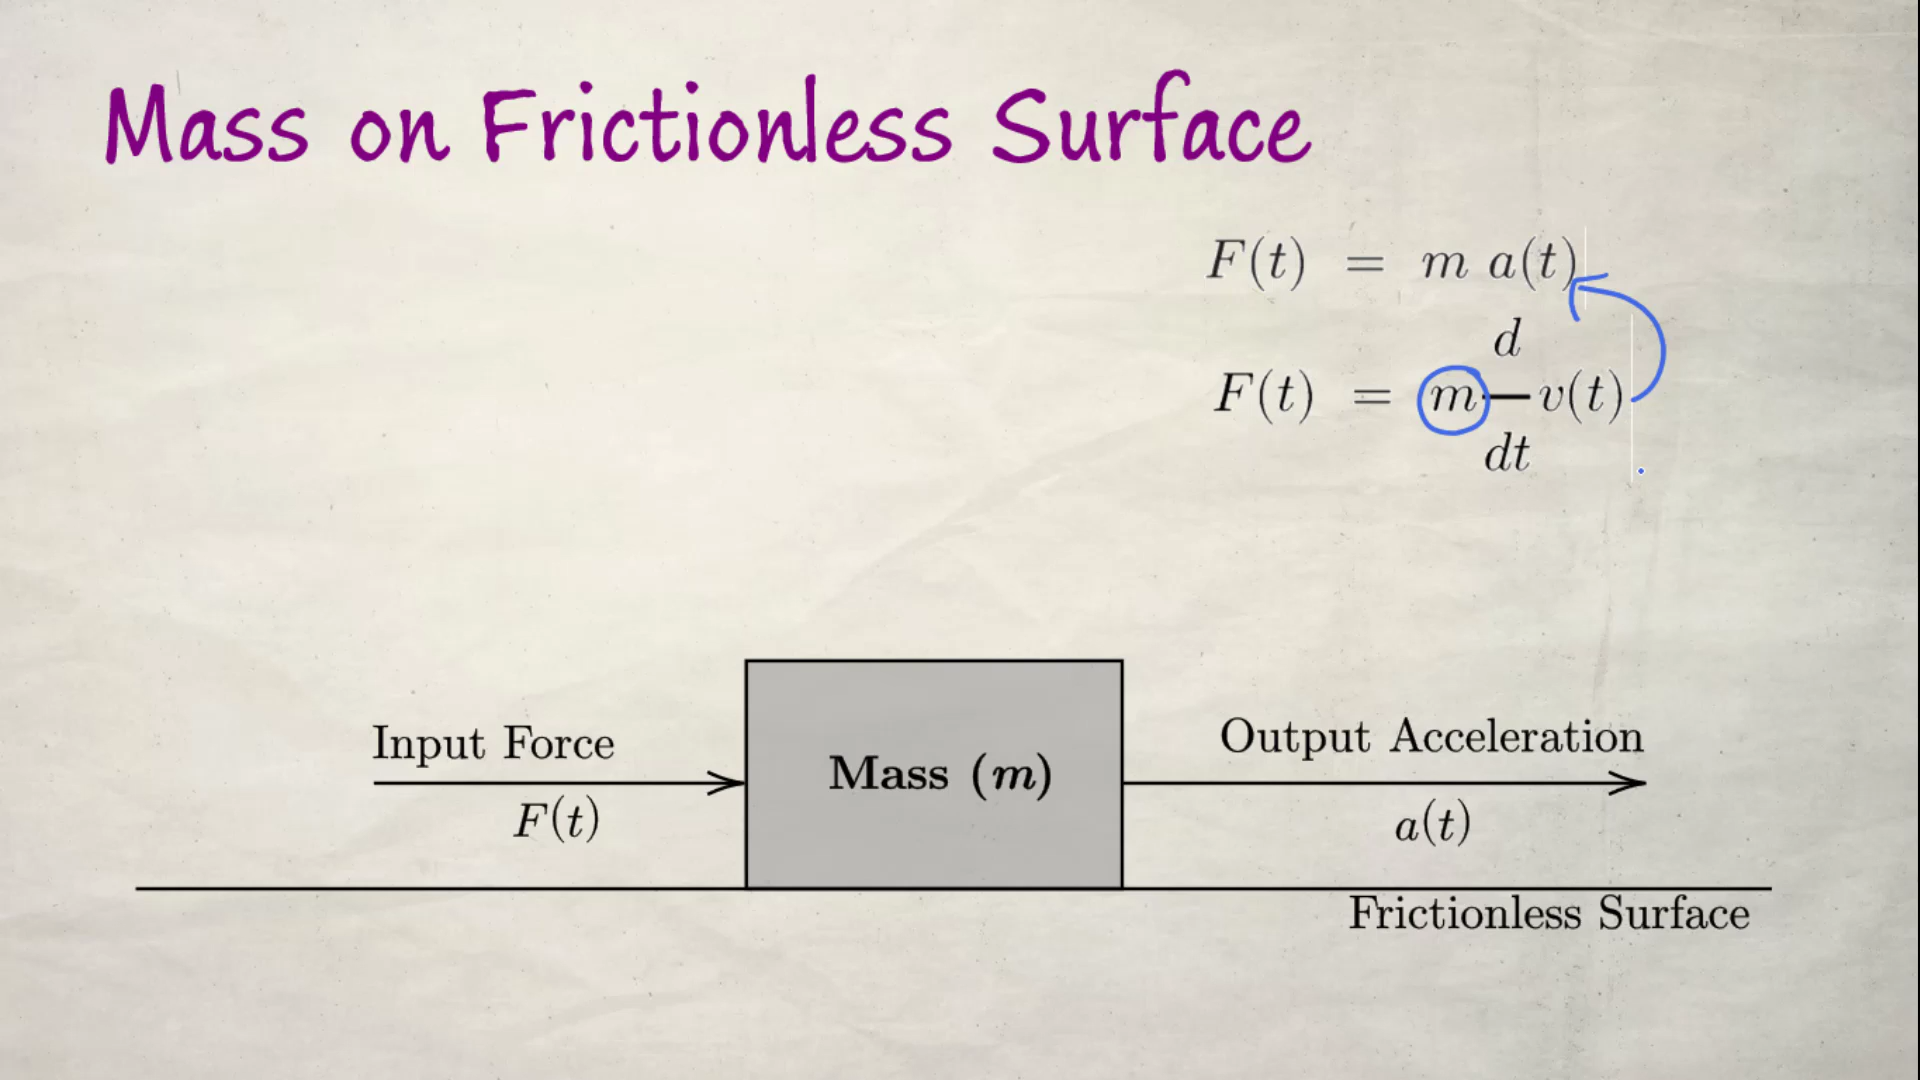 Mass on Frictionless Surface
F(t) = m a(t)
F(t) = m d/dt v(t)
Input Force
F(t)
Mass (m)
Output Acceleration
a(t)
Frictionless Surface